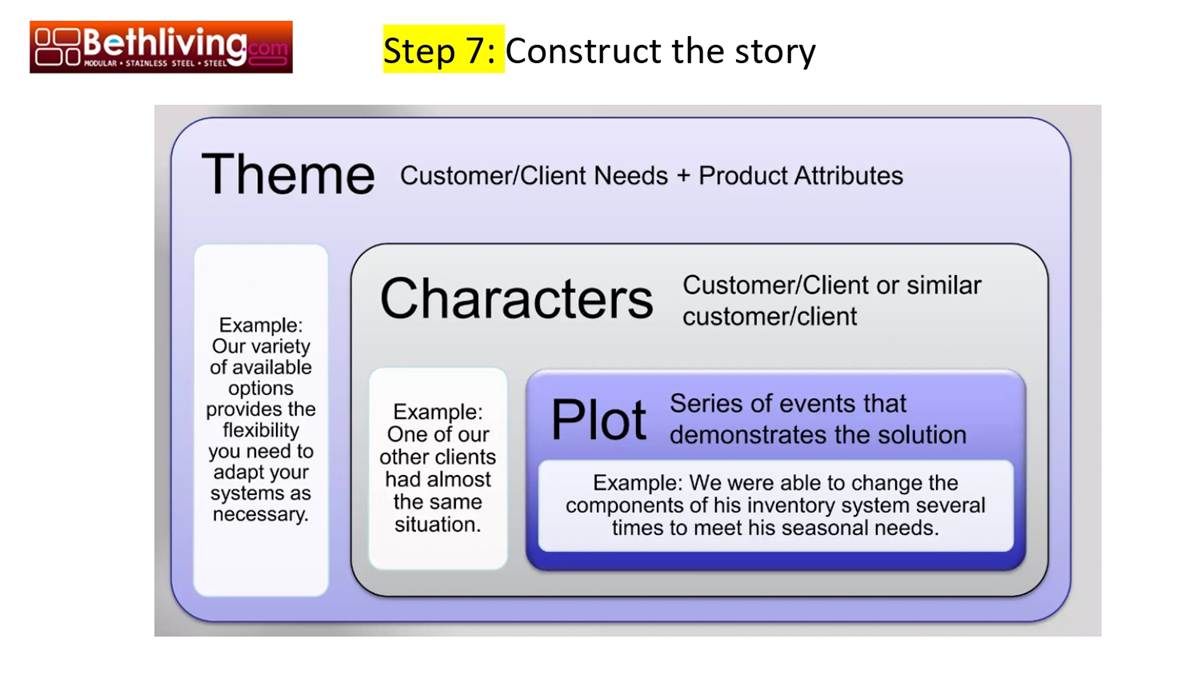 Bethliving.com
MODULAR • STAINLESS STEEL • STEEL
Step 7: Construct the story
Theme Customer/Client Needs + Product Attributes
Example:
Our variety
of available
options
provides the
flexibility
you need to
adapt your
systems as
necessary.
Characters
Customer/Client or similar
customer/client
Example:
One of our
other clients
had almost
the same
situation.
Plot
Series of events that
demonstrates the solution
Example: We were able to change the
components of his inventory system several
times to meet his seasonal needs.